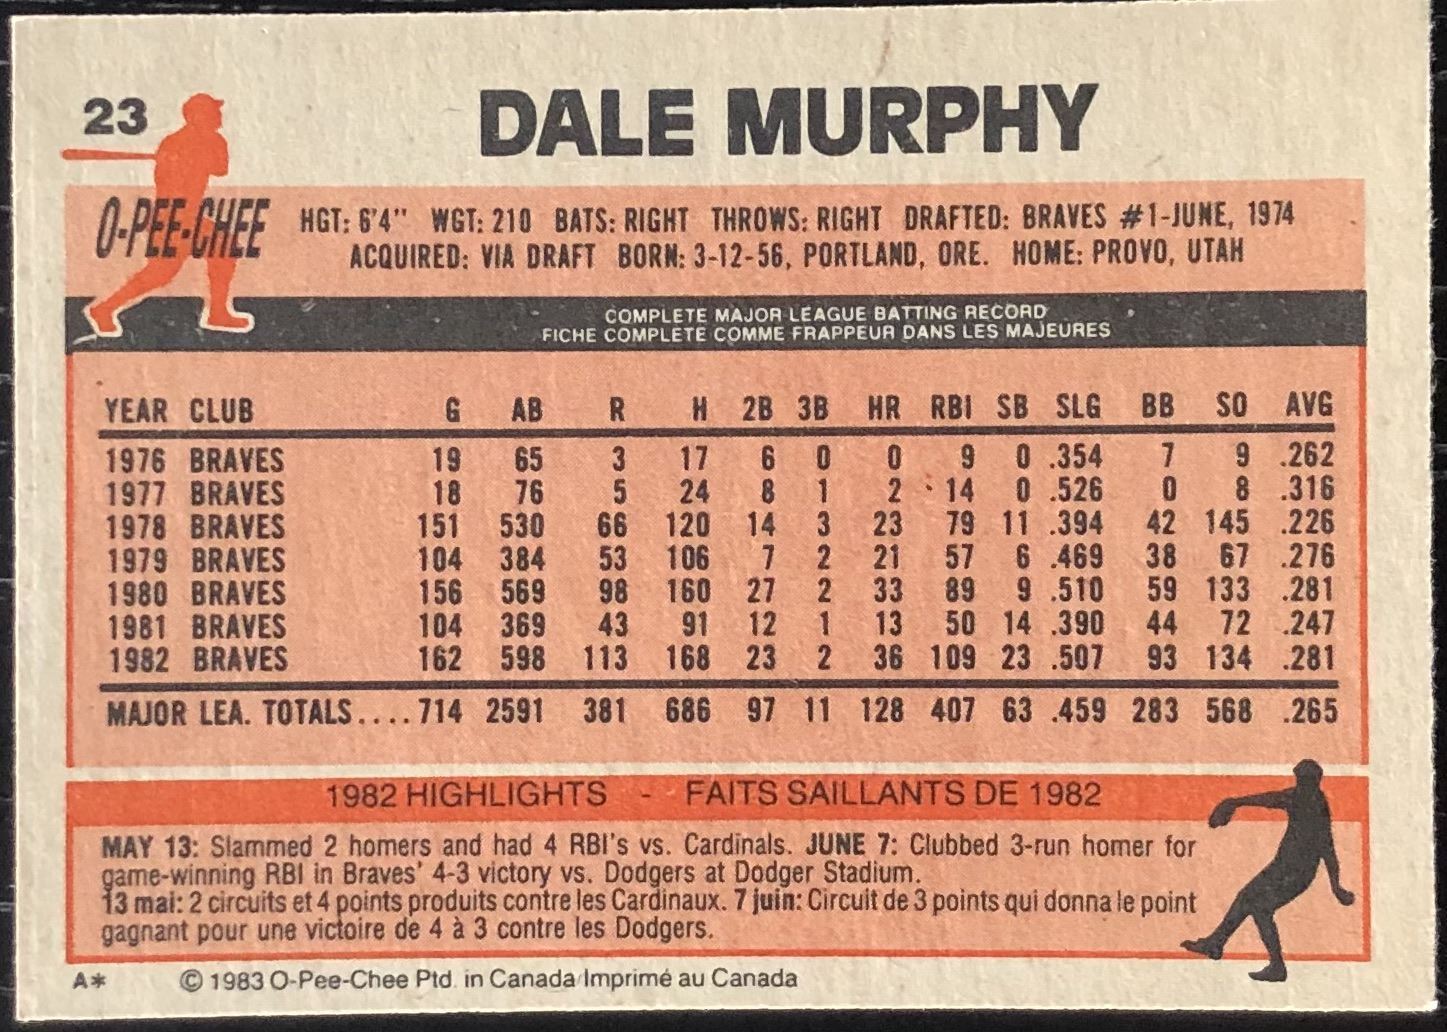 23
DALE MURPHY
O-PEE-CHEE
HGT: 6'4" WGT: 210 BATS: RIGHT THROWS: RIGHT DRAFTED: BRAVES #1-JUNE, 1974
ACQUIRED: VIA DRAFT BORN: 3-12-56, PORTLAND, ORE. HOME: PROVO, UTAH
COMPLETE MAJOR LEAGUE BATTING RECORD
FICHE COMPLETE COMME FRAPPEUR DANS LES MAJEURES
YEAR CLUB G AB R H 2B 3B HR RBI SB SLG BB SO AVG
1976 BRAVES 19 65 3 17 6 0 0 9 0 .354 7 9 .262
1977 BRAVES 18 76 5 24 8 1 2 14 0 .526 0 8 .316
1978 BRAVES 151 530 66 120 14 3 23 79 11 .394 42 145 .226
1979 BRAVES 104 384 53 106 7 2 21 57 6 .469 38 67 .276
1980 BRAVES 156 569 98 160 27 2 33 89 9 .510 59 133 .281
1981 BRAVES 104 369 43 91 12 1 13 50 14 .390 44 72 .247
1982 BRAVES 162 598 113 168 23 2 36 109 23 .507 93 134 .281
MAJOR LEA. TOTALS.... 714 2591 381 686 97 11 128 407 63 .459 283 568 .265
1982 HIGHLIGHTS - FAITS SAILLANTS DE 1982
MAY 13: Slammed 2 homers and had 4 RBI's vs. Cardinals. JUNE 7: Clubbed 3-run homer for
game-winning RBI in Braves' 4-3 victory vs. Dodgers at Dodger Stadium.
13 mai: 2 circuits et 4 points produits contre les Cardinaux. 7 juin: Circuit de 3 points qui donna le point
gagnant pour une victoire de 4 à 3 contre les Dodgers.
A* © 1983 O-Pee-Chee Ptd. in Canada/Imprimé au Canada